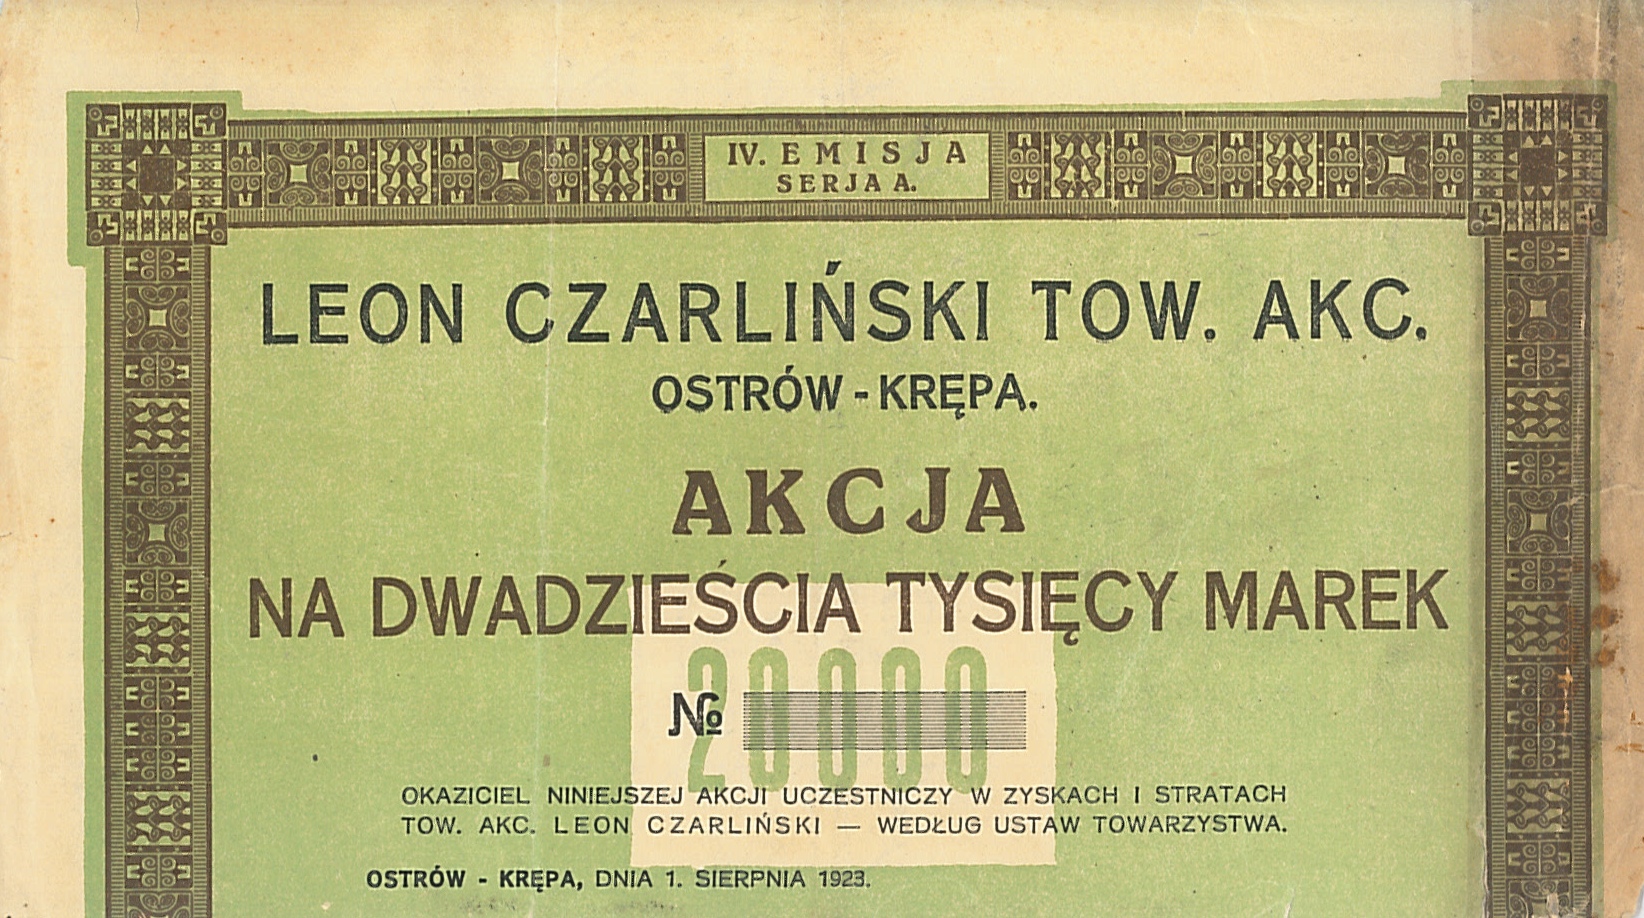 IV. EMISJA
SERJA A.
LEON CZARLIŃSKI TOW. AKC.
OSTRÓW - KRĘPA.
AKCJA
NA DWADZIEŚCIA TYSIĘCY MAREK
20000
№
OKAZICIEL NINIEJSZEJ AKCJI UCZESTNICZY W ZYSKACH I STRATACH
TOW. AKC. LEON CZARLIŃSKI — WEDŁUG USTAW TOWARZYSTWA.
OSTRÓW - KRĘPA, DNIA 1. SIERPNIA 1923.